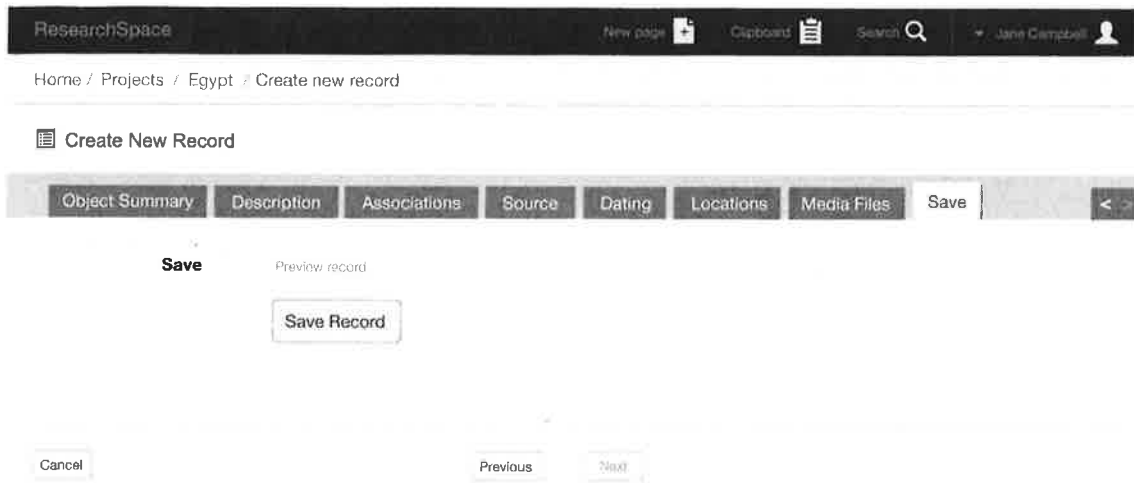 ResearchSpace New page Clipboard Search Jane Campbell
Home / Projects / Egypt / Create new record
Create New Record
Object Summary Description Associations Source Dating Locations Media Files Save < >
Save Preview record
Save Record
Cancel Previous Next